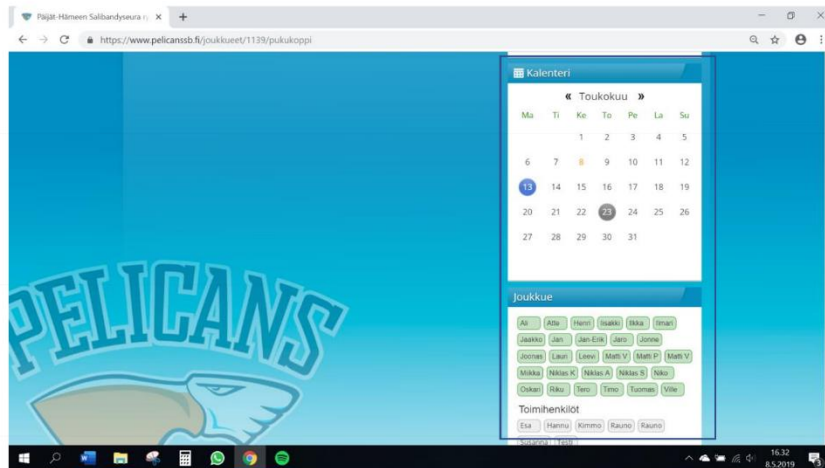 Päijät-Hämeen Salibandyseura r
https://www.pelicanssb.fi/joukkueet/1139/pukukoppi
Kalenteri
« Toukokuu »
Ma Ti Ke To Pe La Su
1 2 3 4 5
6 7 8 9 10 11 12
13 14 15 16 17 18 19
20 21 22 23 24 25 26
27 28 29 30 31
PELICANS
Joukkue
Ali Atte Henri Iisakki Ilkka Ilmari
Jaakko Jan Jan-Erik Jaro Jonne
Joonas Lauri Leevi Matti V Matti P Matti V
Miikka Niklas K Niklas A Niklas S Niko
Oskari Riku Tero Timo Tuomas Ville
Toimihenkilöt
Esa Hannu Kimmo Rauno Rauno
Susanna Testi
16.32
8.5.2019